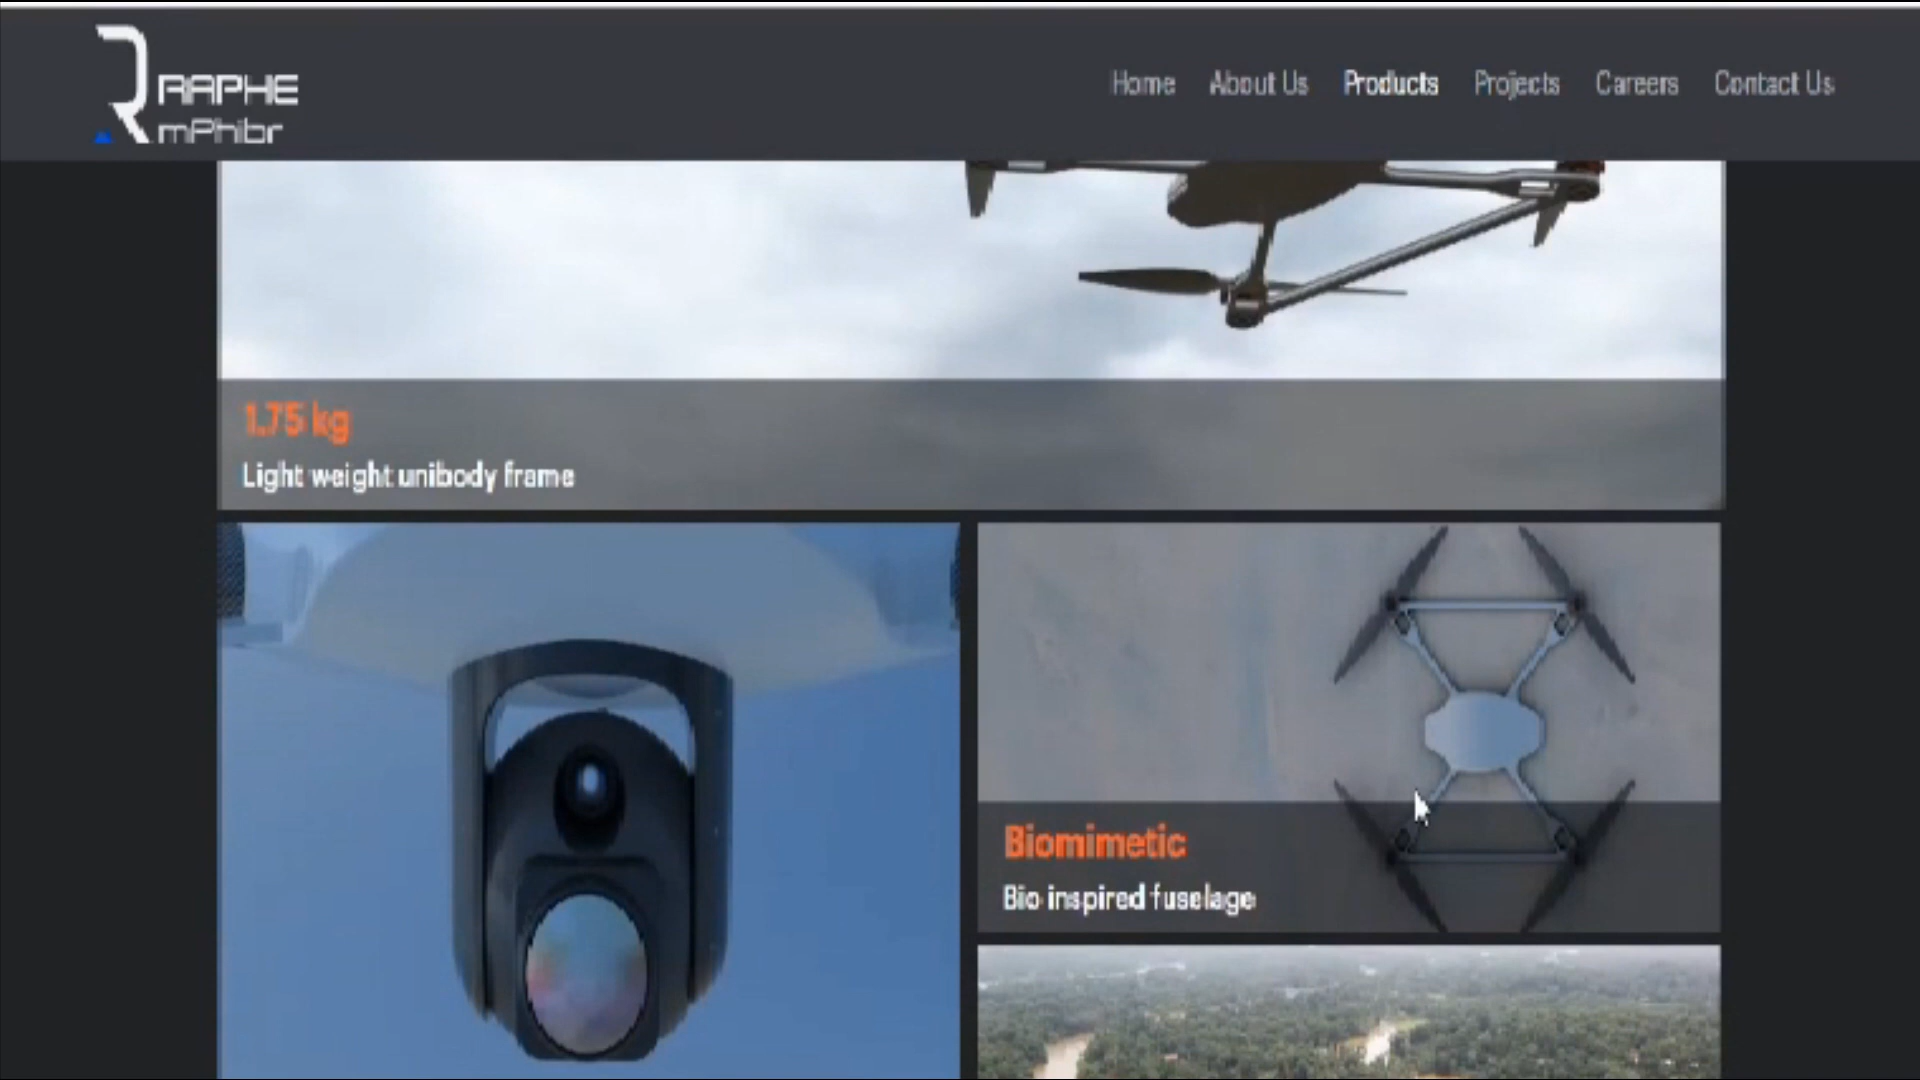 RAPHE
mPhibr
Home About Us Products Projects Careers Contact Us
1.75 kg
Light weight unibody frame
Biomimetic
Bio inspired fuselage